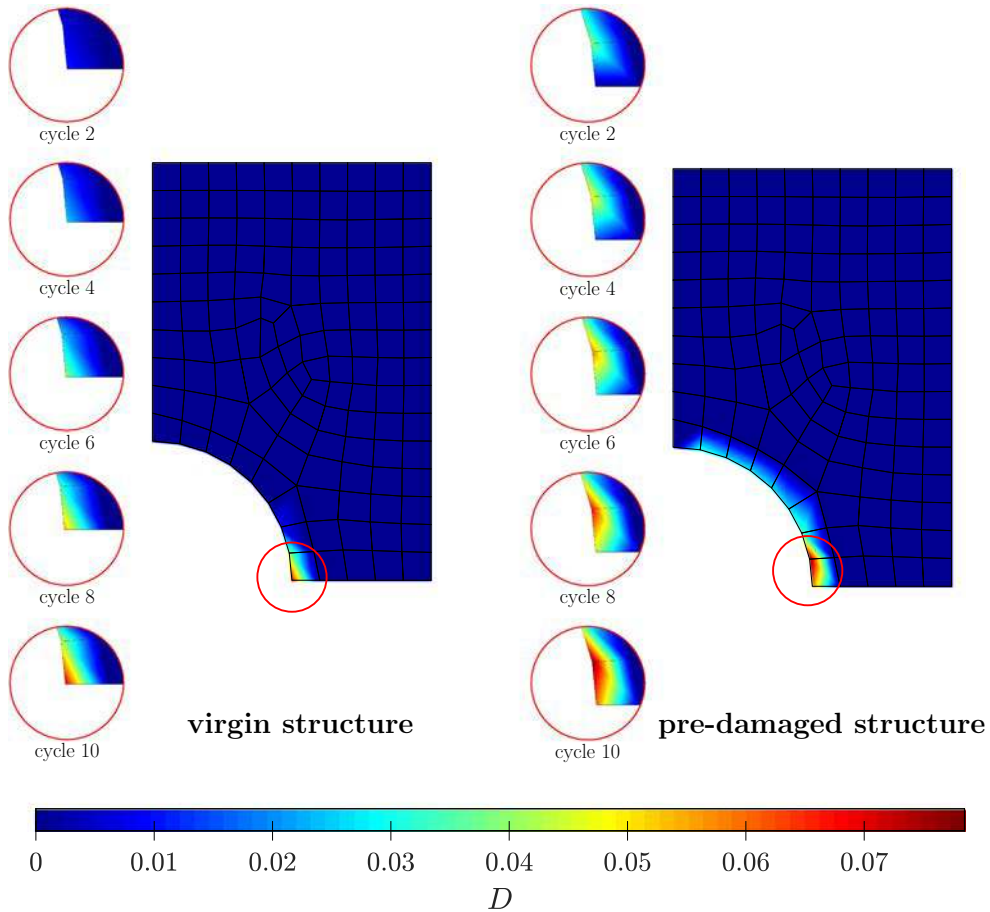 cycle 2
cycle 4
cycle 6
cycle 8
cycle 10
virgin structure
cycle 2
cycle 4
cycle 6
cycle 8
cycle 10
pre-damaged structure
0 0.01 0.02 0.03 0.04 0.05 0.06 0.07
D